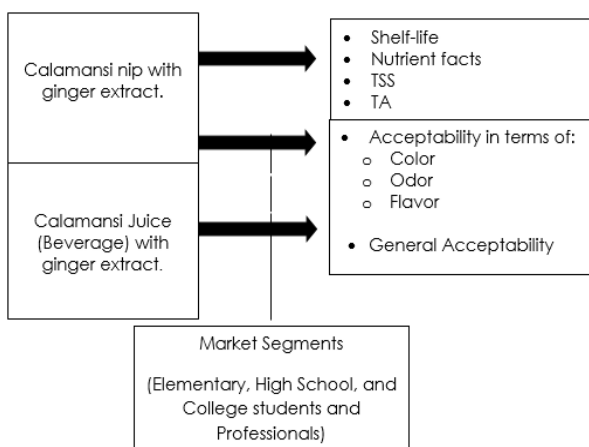 Calamansi nip with
ginger extract.
Calamansi Juice
(Beverage) with
ginger extract.
• Shelf-life
• Nutrient facts
• TSS
• TA
• Acceptability in terms of:
o Color
o Odor
o Flavor
• General Acceptability
Market Segments
(Elementary, High School, and
College students and
Professionals)